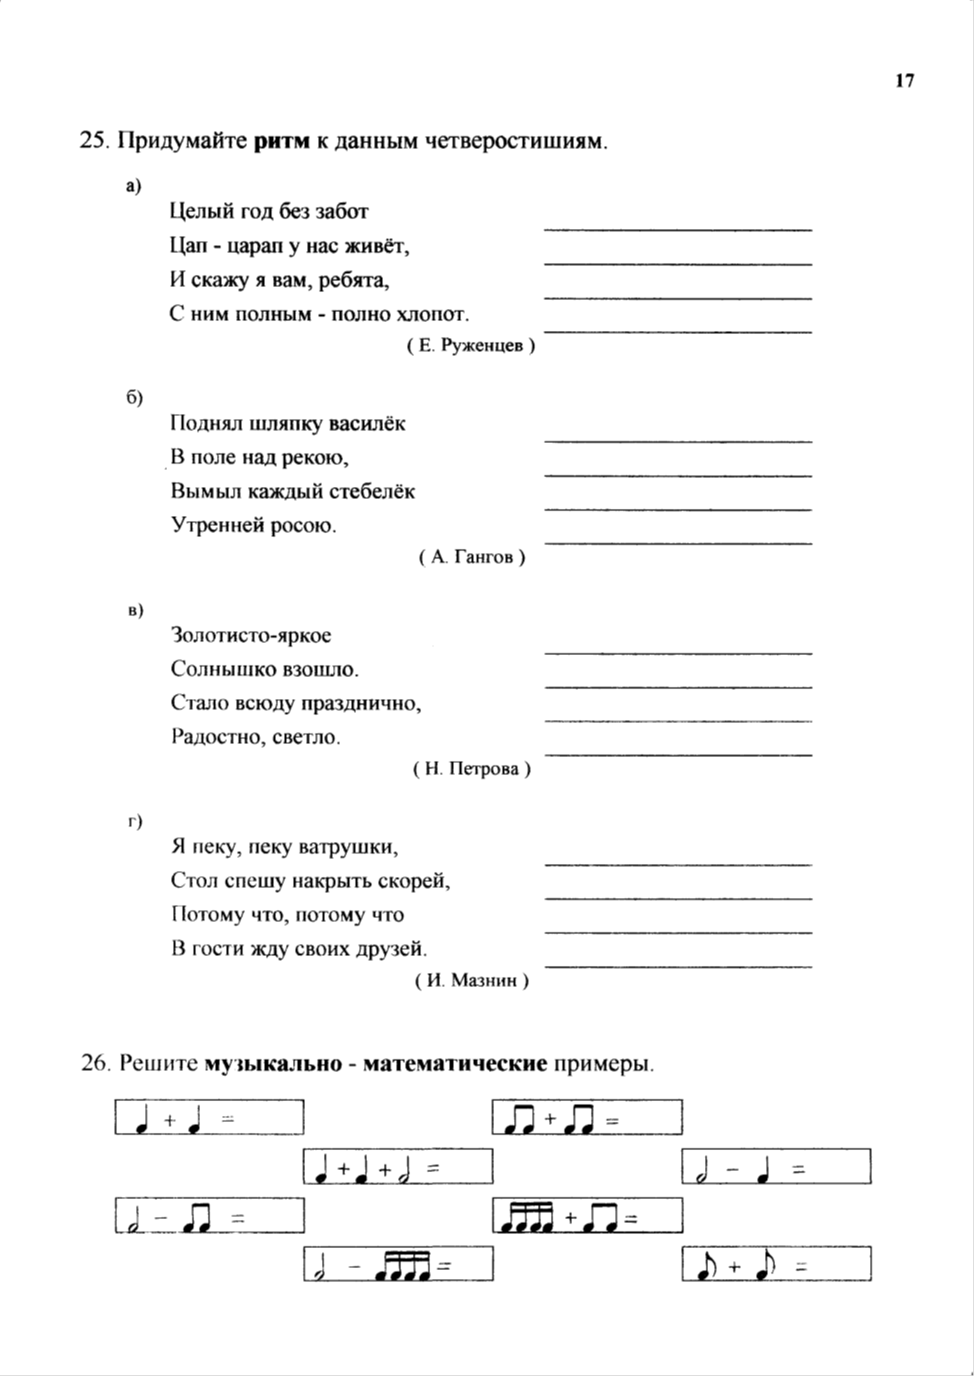 17
25. Придумайте ритм к данным четверостишиям.
а)
Целый год без забот
Цап - царап у нас живёт,
И скажу я вам, ребята,
С ним полным - полно хлопот.
( Е. Руженцев )
б)
Поднял шляпку василёк
В поле над рекою,
Вымыл каждый стебелёк
Утренней росою.
( А. Гангов )
в)
Золотисто-яркое
Солнышко взошло.
Стало всюду празднично,
Радостно, светло.
( Н. Петрова )
г)
Я пеку, пеку ватрушки,
Стол спешу накрыть скорей,
Потому что, потому что
В гости жду своих друзей.
( И. Мазнин )
26. Решите музыкально - математические примеры.
♩ + ♩ =
♫ + ♫ =
♩ + ♩ + 𝅗𝅥 =
𝅗𝅥 − ♩ =
𝅗𝅥 − ♫ =
𝅘𝅥𝅯𝅘𝅥𝅯𝅘𝅥𝅯𝅘𝅥𝅯 + ♫ =
𝅗𝅥 − 𝅘𝅥𝅯𝅘𝅥𝅯𝅘𝅥𝅯𝅘𝅥𝅯 =
♪ + ♪ =